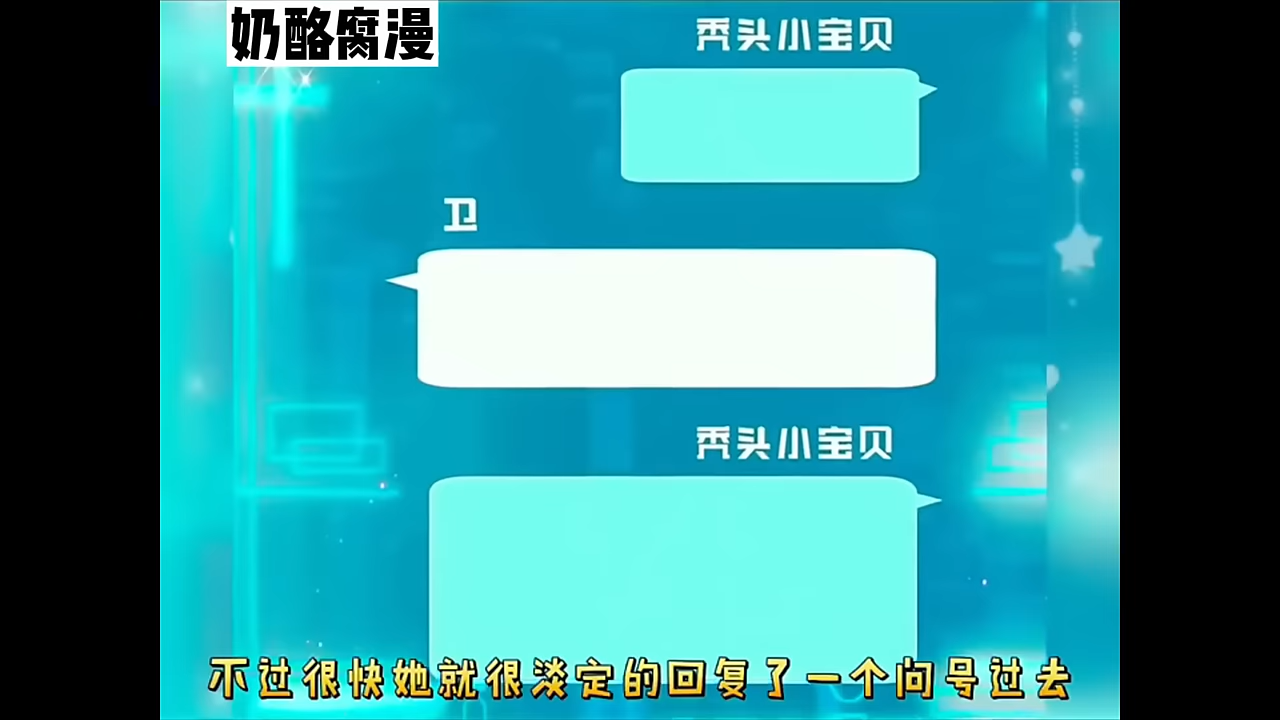 奶酪腐漫
秃头小宝贝
卫
秃头小宝贝
不过很快她就很淡定的回复了一个问号过去